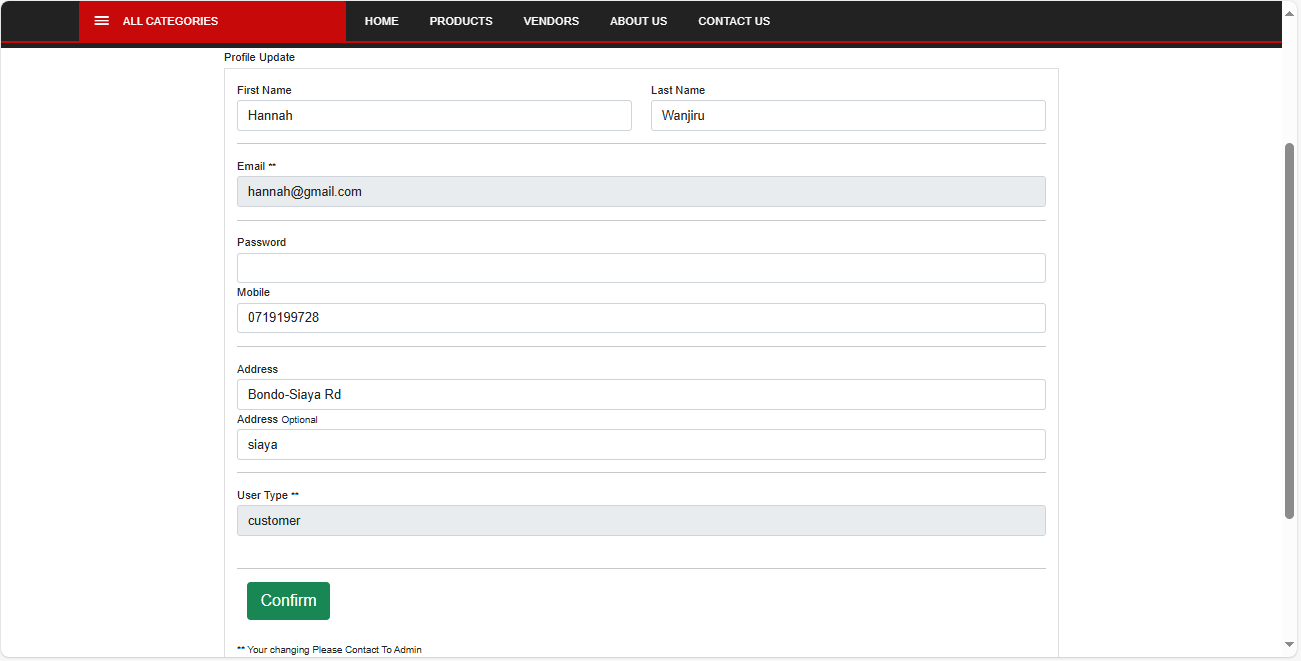 ALL CATEGORIES HOME PRODUCTS VENDORS ABOUT US CONTACT US
Profile Update
First Name Last Name
Hannah Wanjiru
Email **
hannah@gmail.com
Password
Mobile
0719199728
Address
Bondo-Siaya Rd
Address Optional
siaya
User Type **
customer
Confirm
** Your changing Please Contact To Admin